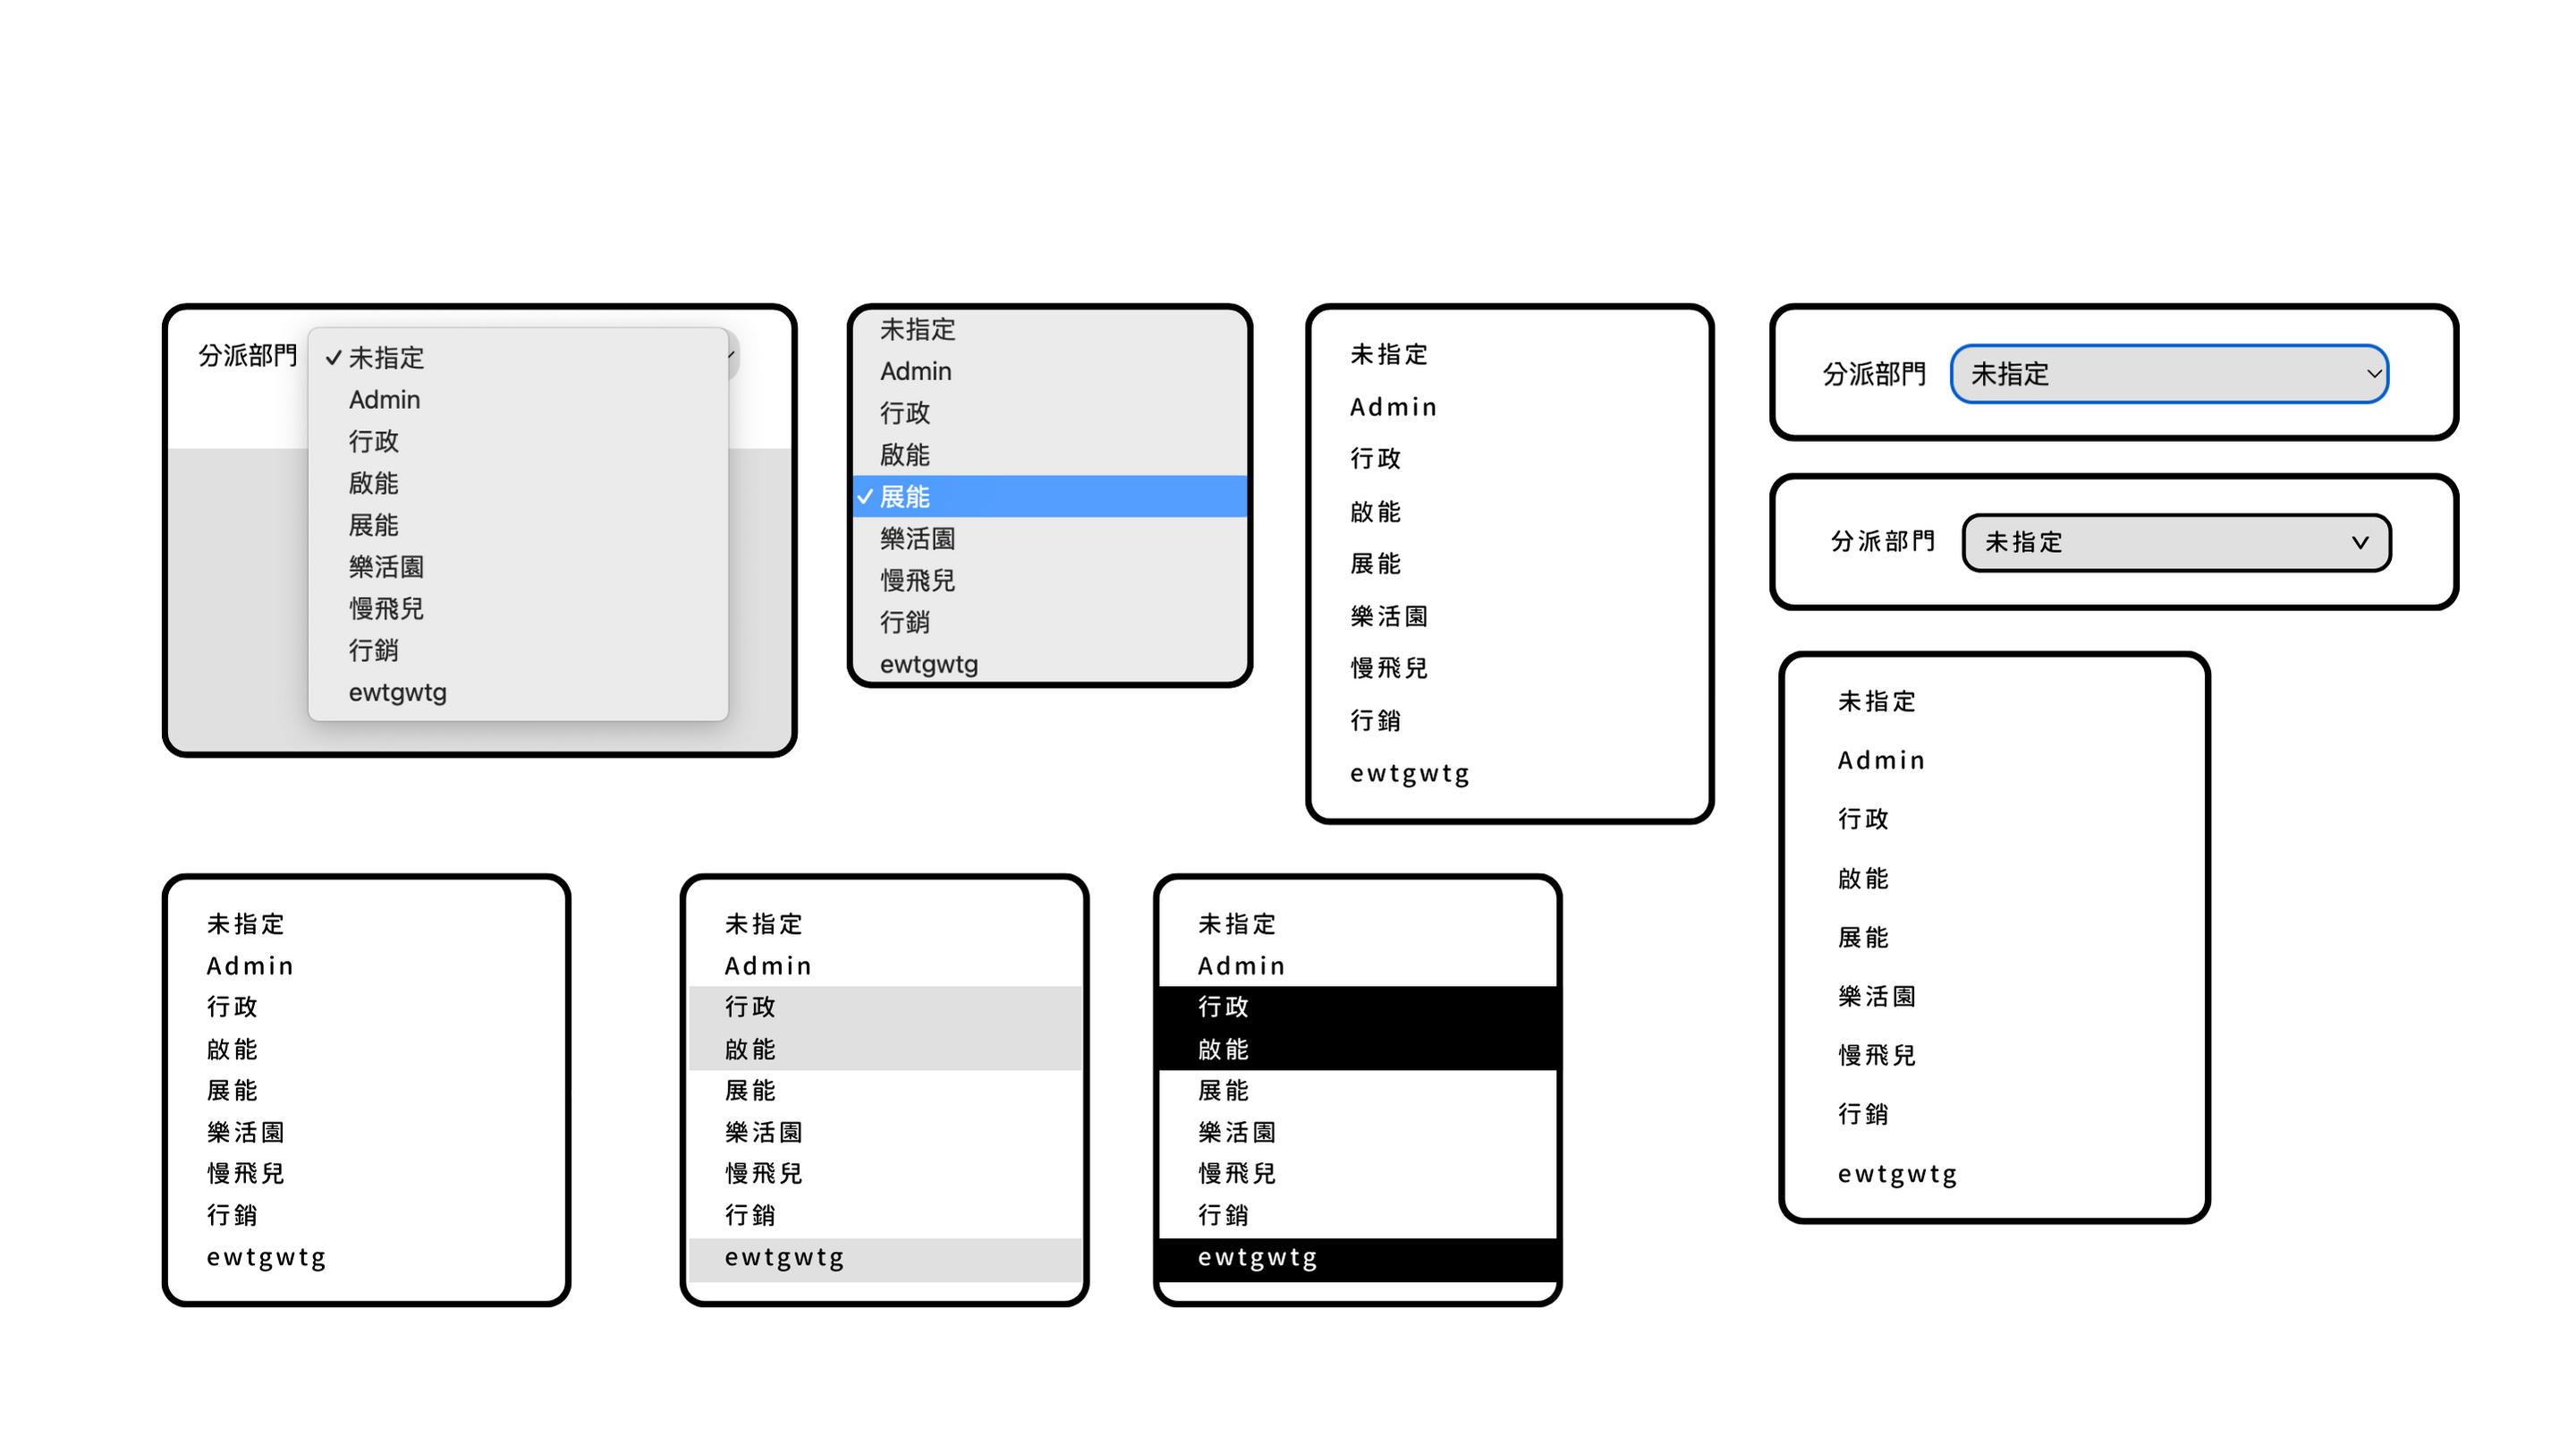 分派部門
✓ 未指定
Admin
行政
啟能
展能
樂活園
慢飛兒
行銷
ewtgwtg
未指定
Admin
行政
啟能
✓ 展能
樂活園
慢飛兒
行銷
ewtgwtg
未指定
Admin
行政
啟能
展能
樂活園
慢飛兒
行銷
ewtgwtg
分派部門 未指定
分派部門 未指定
未指定
Admin
行政
啟能
展能
樂活園
慢飛兒
行銷
ewtgwtg
未指定
Admin
行政
啟能
展能
樂活園
慢飛兒
行銷
ewtgwtg
未指定
Admin
行政
啟能
展能
樂活園
慢飛兒
行銷
ewtgwtg
未指定
Admin
行政
啟能
展能
樂活園
慢飛兒
行銷
ewtgwtg